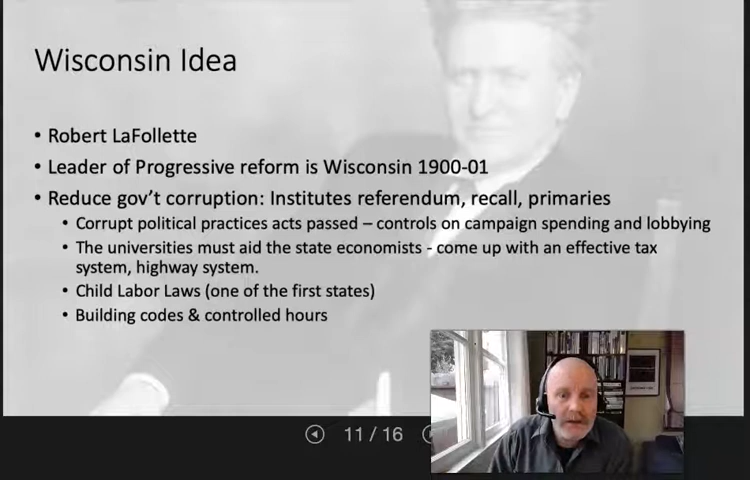 Wisconsin Idea
• Robert LaFollette
• Leader of Progressive reform is Wisconsin 1900-01
• Reduce gov't corruption: Institutes referendum, recall, primaries
• Corrupt political practices acts passed – controls on campaign spending and lobbying
• The universities must aid the state economists - come up with an effective tax
system, highway system.
• Child Labor Laws (one of the first states)
• Building codes & controlled hours
11 / 16